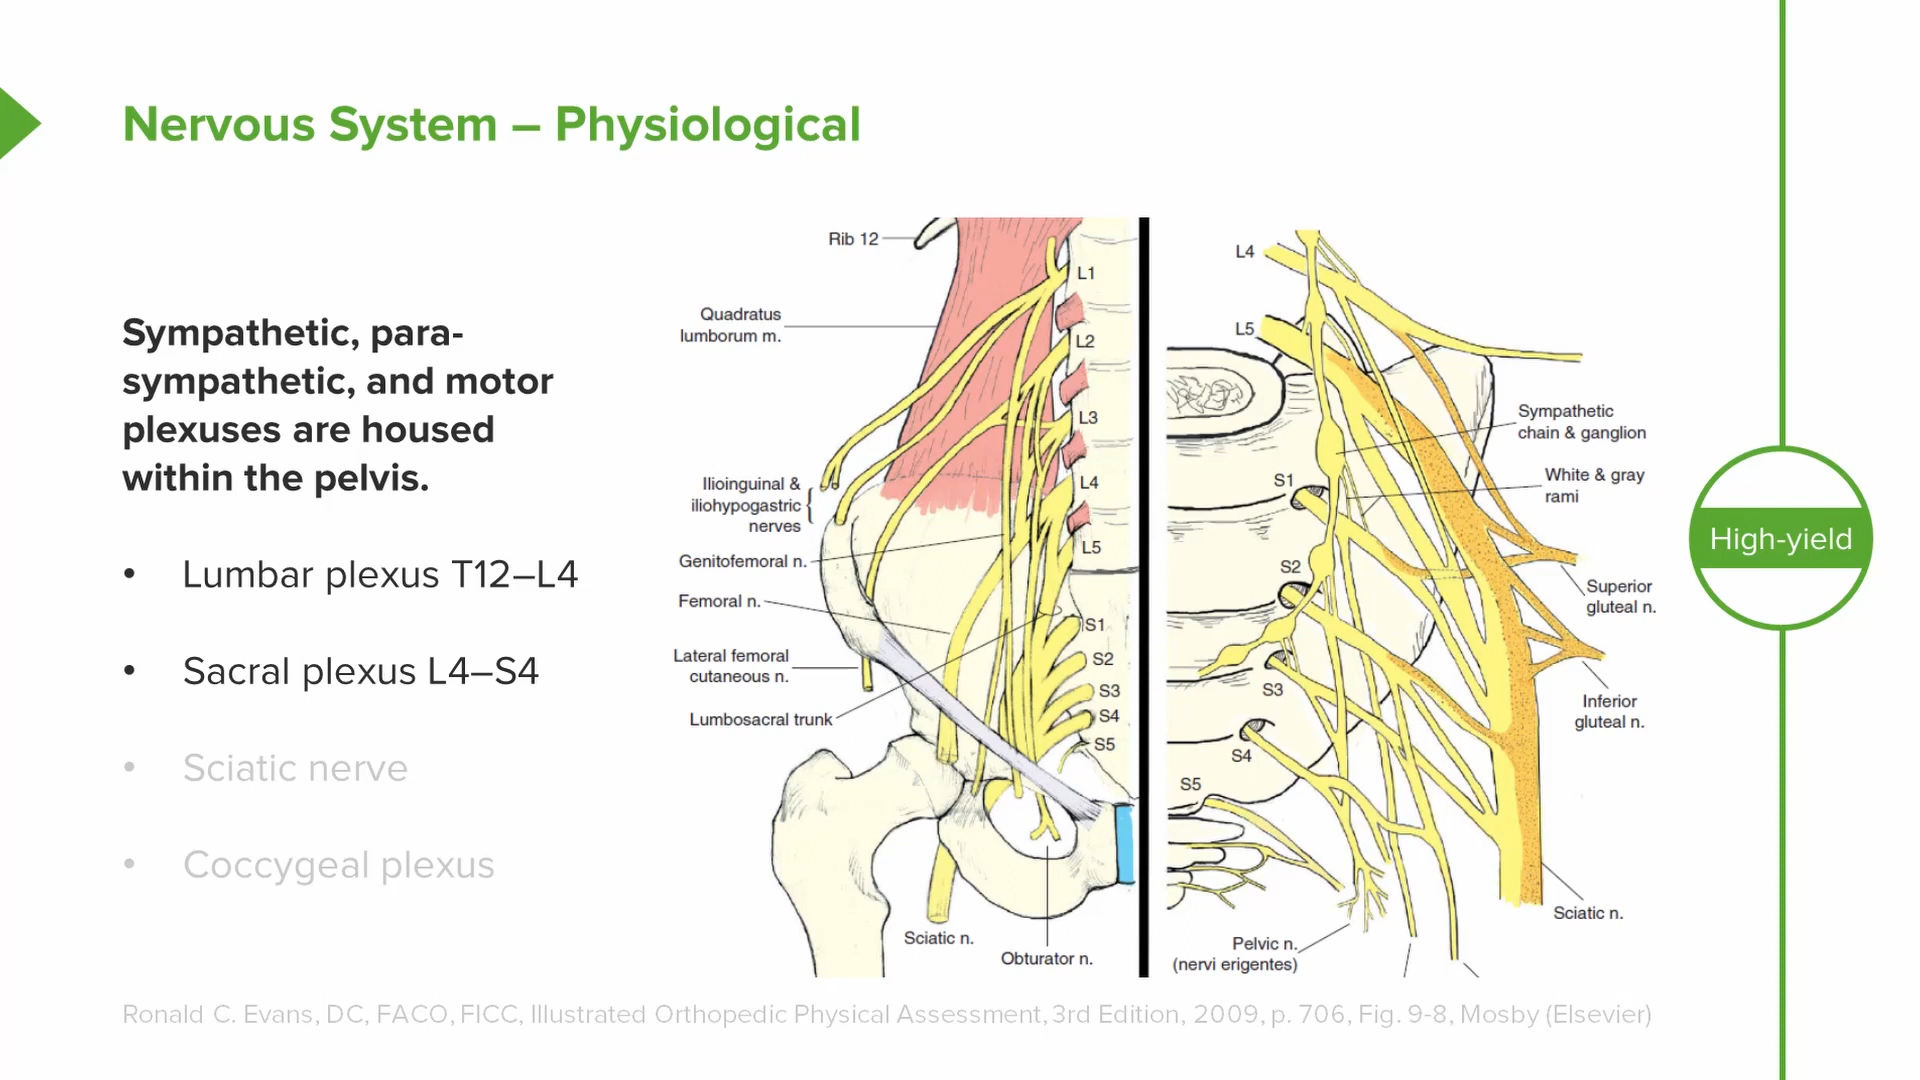 Nervous System – Physiological
Sympathetic, para-
sympathetic, and motor
plexuses are housed
within the pelvis.
• Lumbar plexus T12–L4
• Sacral plexus L4–S4
• Sciatic nerve
• Coccygeal plexus
Rib 12
Quadratus
lumborum m.
Ilioinguinal &
iliohypogastric
nerves
Genitofemoral n.
Femoral n.
Lateral femoral
cutaneous n.
Lumbosacral trunk
L1
L2
L3
L4
L5
S1
S2
S3
S4
S5
Sciatic n.
Obturator n.
L4
L5
S1
S2
S3
S4
S5
Sympathetic
chain & ganglion
White & gray
rami
Superior
gluteal n.
Inferior
gluteal n.
Sciatic n.
Pelvic n.
(nervi erigentes)
High-yield
Ronald C. Evans, DC, FACO, FICC, Illustrated Orthopedic Physical Assessment, 3rd Edition, 2009, p. 706, Fig. 9-8, Mosby (Elsevier)